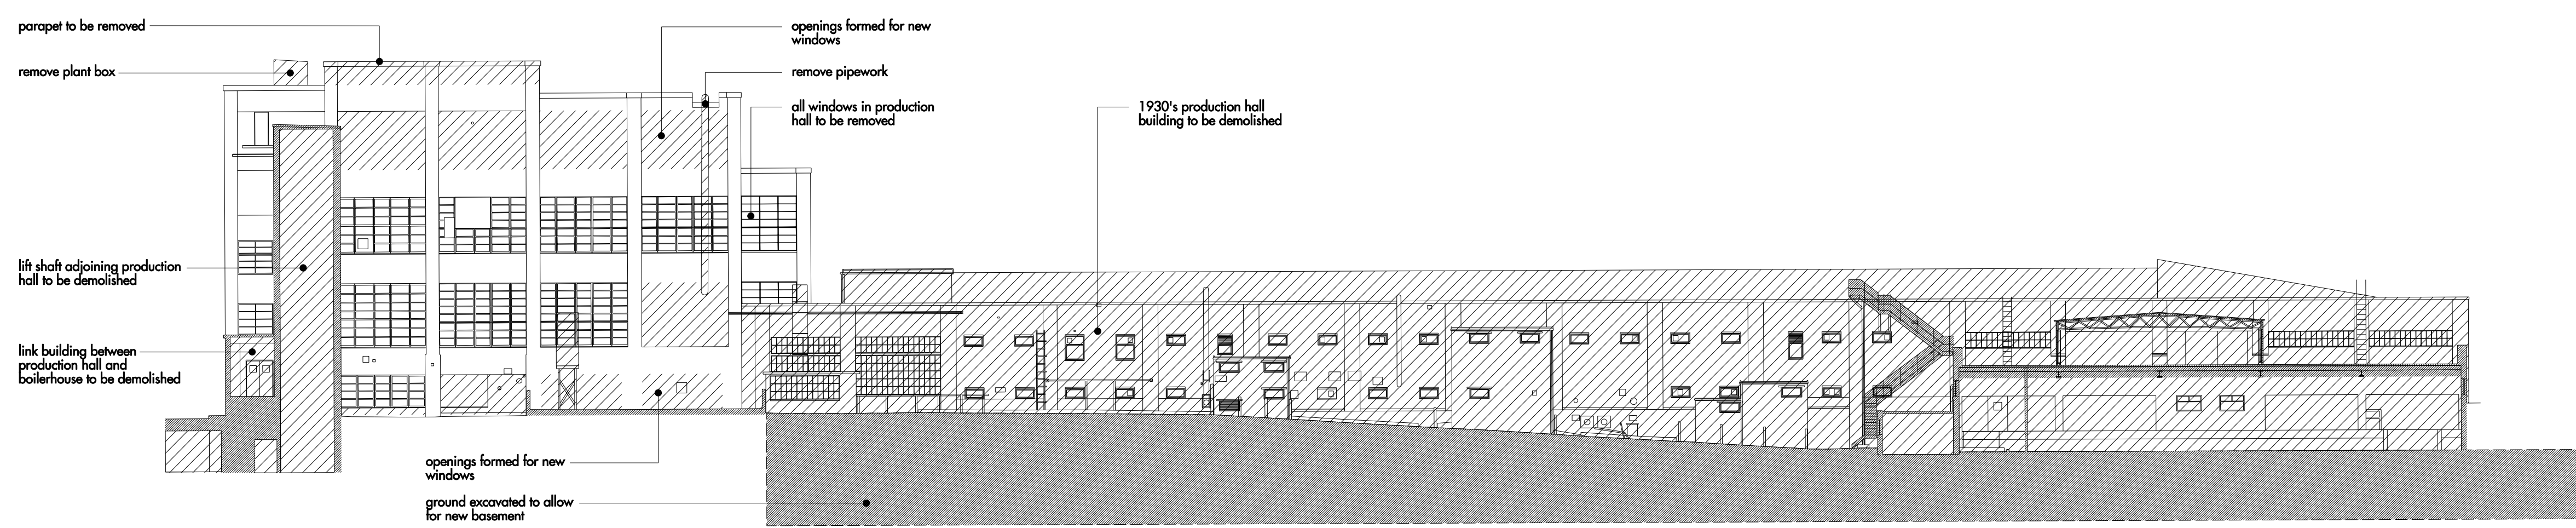 parapet to be removed
remove plant box
lift shaft adjoining production
hall to be demolished
link building between
production hall and
boilerhouse to be demolished
openings formed for new
windows
remove pipework
all windows in production
hall to be removed
1930's production hall
building to be demolished
openings formed for new
windows
ground excavated to allow
for new basement